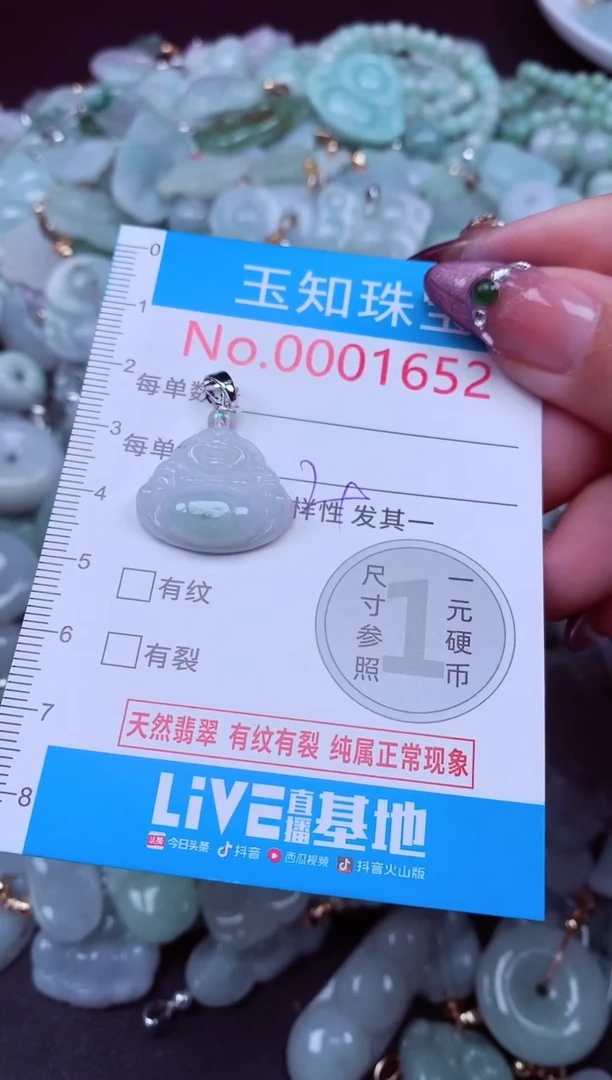 0
玉知珠宝
1
No.0001652
2
每单数
3
每单
4
样性 发其一
5
有纹
尺寸参照
1
一元硬币
6
有裂
7
天然翡翠 有纹有裂 纯属正常现象
8
LiVE直播基地
头条 今日头条 抖音 西瓜视频 抖音火山版